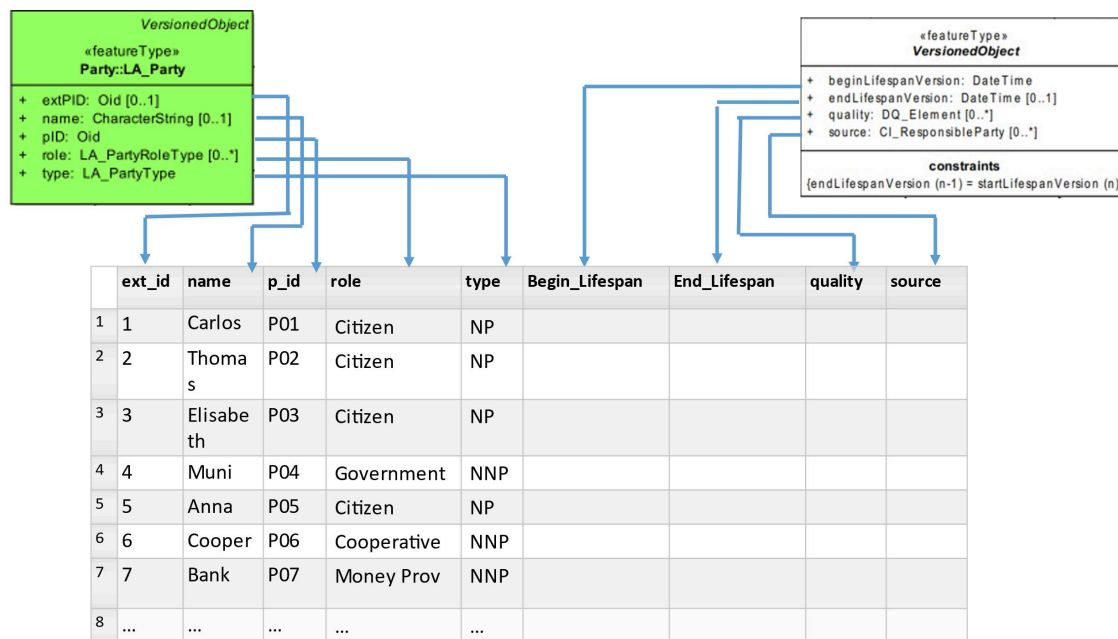 VersionedObject
«featureType»
Party::LA_Party
+ extPID: Oid [0..1]
+ name: CharacterString [0..1]
+ pID: Oid
+ role: LA_PartyRoleType [0..*]
+ type: LA_PartyType
«featureType»
VersionedObject
+ beginLifespanVersion: DateTime
+ endLifespanVersion: DateTime [0..1]
+ quality: DQ_Element [0..*]
+ source: CI_ResponsibleParty [0..*]
constraints
{endLifespanVersion (n-1) = startLifespanVersion (n)
ext_id name p_id role type Begin_Lifespan End_Lifespan quality source
1 1 Carlos P01 Citizen NP
2 2 Thoma P02 Citizen NP
s
3 3 Elisabe P03 Citizen NP
th
4 4 Muni P04 Government NNP
5 5 Anna P05 Citizen NP
6 6 Cooper P06 Cooperative NNP
7 7 Bank P07 Money Prov NNP
8 ... ... ... ... ...